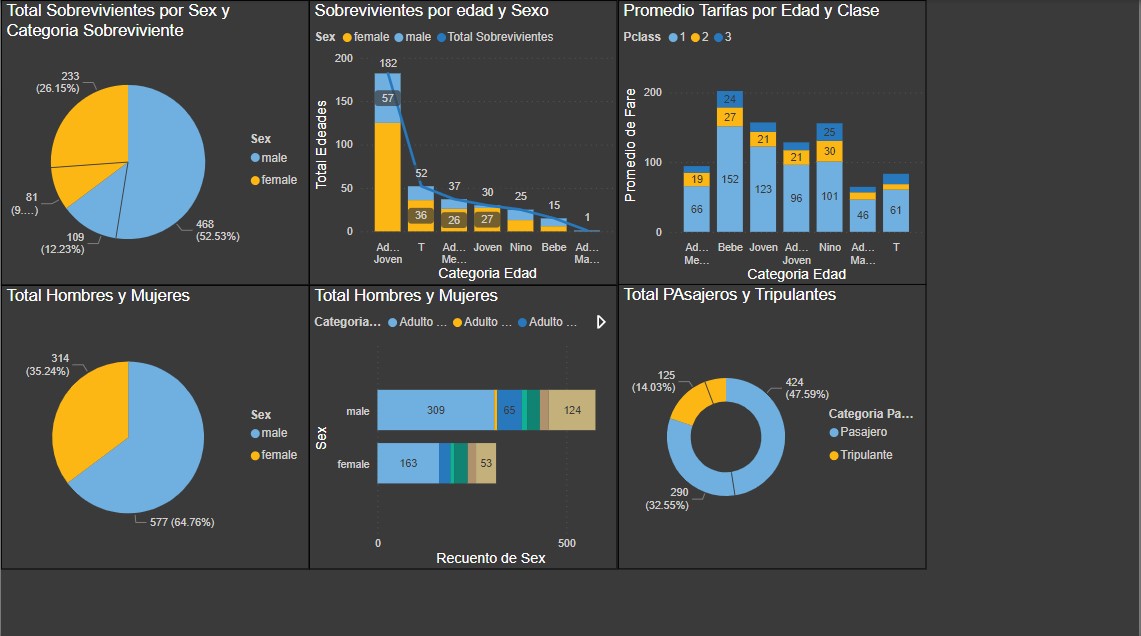 Total Sobrevivientes por Sex y
Categoria Sobreviviente
233
(26.15%)
81
(9....)
109
(12.23%)
468
(52.53%)
Sex
male
female
Sobrevivientes por edad y Sexo
Sex female male Total Sobrevivientes
Total Edeades
200
150
100
50
0
182
57
52
36
37
26
30
27
25
15
1
Ad...
Joven
T
Ad...
Me...
Joven
Nino
Bebe
Ad...
Ma...
Categoria Edad
Promedio Tarifas por Edad y Clase
Pclass 1 2 3
Promedio de Fare
200
100
0
19
66
24
27
152
21
123
21
96
25
30
101
46
61
Ad...
Me...
Bebe
Joven
Ad...
Joven
Nino
Ad...
Ma...
T
Categoria Edad
Total Hombres y Mujeres
314
(35.24%)
577 (64.76%)
Sex
male
female
Total Hombres y Mujeres
Categoria... Adulto ... Adulto ... Adulto ...
Sex
male
309
65
124
female
163
53
0
500
Recuento de Sex
Total PAsajeros y Tripulantes
125
(14.03%)
424
(47.59%)
290
(32.55%)
Categoria Pa...
Pasajero
Tripulante